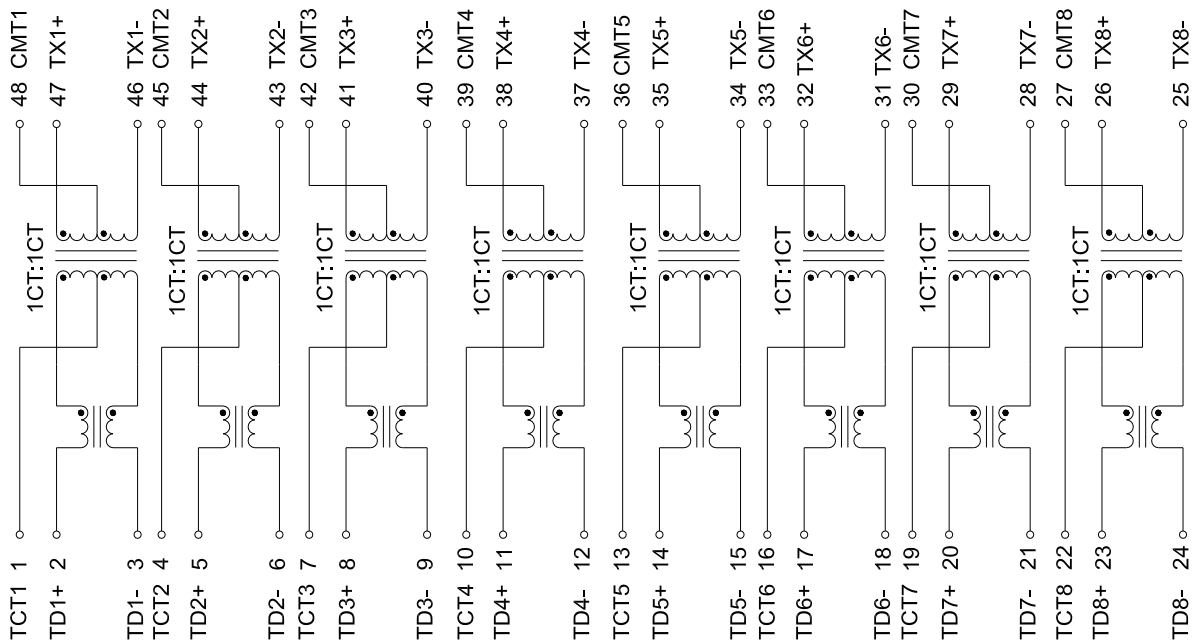 48 CMT1
47 TX1+
46 TX1-
45 CMT2
44 TX2+
43 TX2-
42 CMT3
41 TX3+
40 TX3-
39 CMT4
38 TX4+
37 TX4-
36 CMT5
35 TX5+
34 TX5-
33 CMT6
32 TX6+
31 TX6-
30 CMT7
29 TX7+
28 TX7-
27 CMT8
26 TX8+
25 TX8-
1CT:1CT
1CT:1CT
1CT:1CT
1CT:1CT
1CT:1CT
1CT:1CT
1CT:1CT
1CT:1CT
TCT1 1
TD1+ 2
TD1- 3
TCT2 4
TD2+ 5
TD2- 6
TCT3 7
TD3+ 8
TD3- 9
TCT4 10
TD4+ 11
TD4- 12
TCT5 13
TD5+ 14
TD5- 15
TCT6 16
TD6+ 17
TD6- 18
TCT7 19
TD7+ 20
TD7- 21
TCT8 22
TD8+ 23
TD8- 24